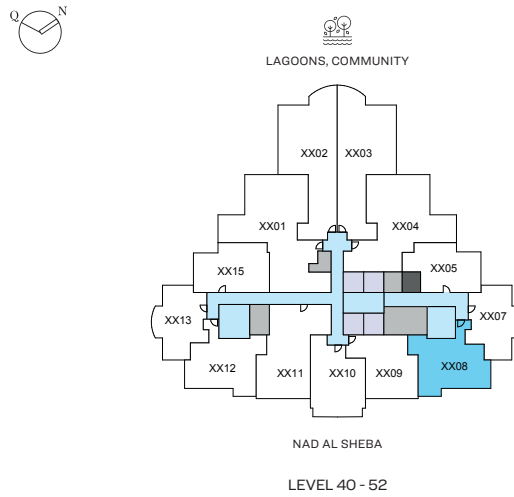 Q N
LAGOONS, COMMUNITY
XX02 XX03
XX01 XX04
XX15 XX05
XX13 XX07
XX12 XX11 XX10 XX09 XX08
NAD AL SHEBA
LEVEL 40 - 52